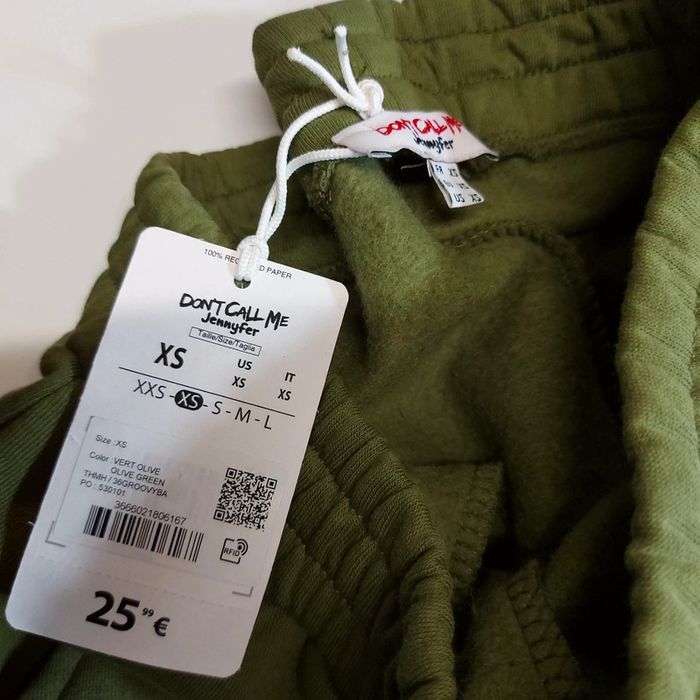 DON'T CALL ME
Jennyfer
FR XS
XS
US XS
100% RECYCLED PAPER
DON'T CALL ME
Jennyfer
Taille/Size/Taglia
XS
US
XS
IT
XS
XXS-XS-S-M-L
Size : XS
Color : VERT OLIVE
OLIVE GREEN
THMH / 36GROOVYBA
PO : 530101
3666021806167
RFID
25,99 €